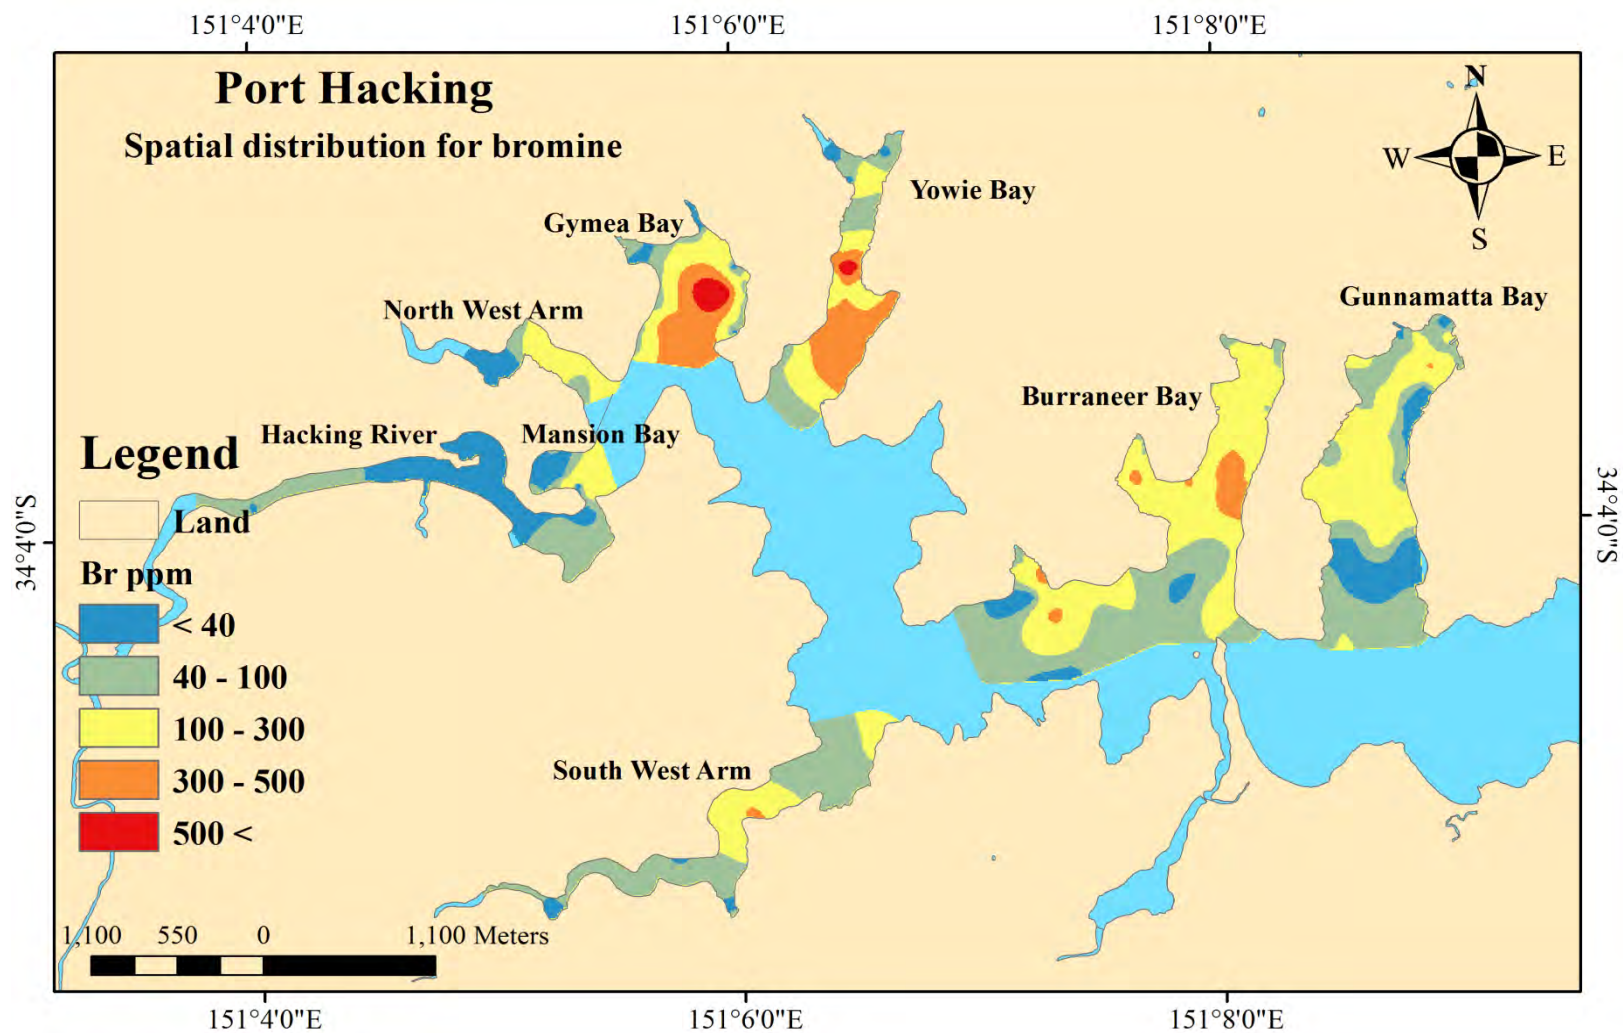 151°4'0"E
151°6'0"E
151°8'0"E
Port Hacking
Spatial distribution for bromine
N
W
E
S
Yowie Bay
Gymea Bay
Gunnamatta Bay
North West Arm
Burraneer Bay
Hacking River
Mansion Bay
34°4'0"S
34°4'0"S
Legend
Land
Br ppm
< 40
40 - 100
100 - 300
300 - 500
500 <
South West Arm
1,100 550 0 1,100 Meters
151°4'0"E
151°6'0"E
151°8'0"E